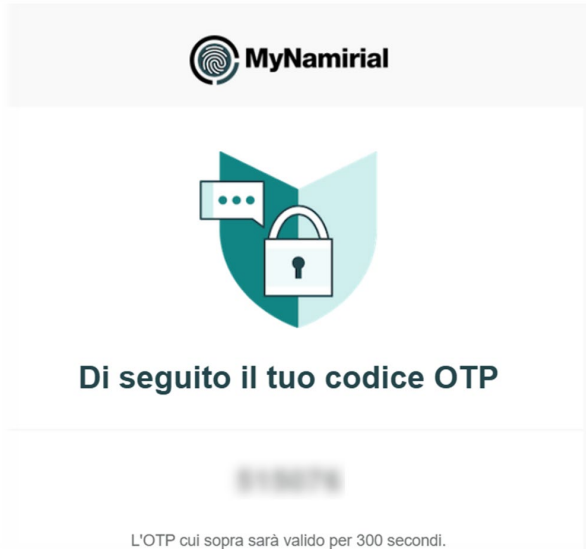 MyNamirial
Di seguito il tuo codice OTP
L'OTP cui sopra sarà valido per 300 secondi.